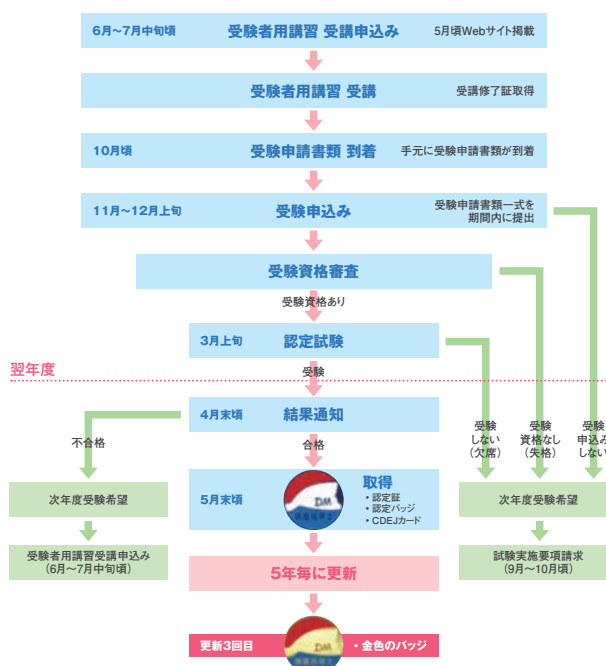 6月～7月中旬頃 受験者用講習 受講申込み 5月頃Webサイト掲載
受験者用講習 受講 受講修了証取得
10月頃 受験申請書類 到着 手元に受験申請書類が到着
11月～12月上旬 受験申込み 受験申請書類一式を
期間内に提出
受験資格審査
受験資格あり
3月上旬 認定試験
翌年度
受験
4月末頃 結果通知
不合格
合格
受験
しない
（欠席）
受験
資格なし
（失格）
受験
申込み
しない
5月末頃
取得
・認定証
・認定バッジ
・CDEJカード
DM
次年度受験希望
次年度受験希望
受験者用講習受講申込み
（6月～7月中旬頃）
試験実施要項請求
（9月～10月頃）
5年毎に更新
更新3回目 ・金色のバッジ
DM